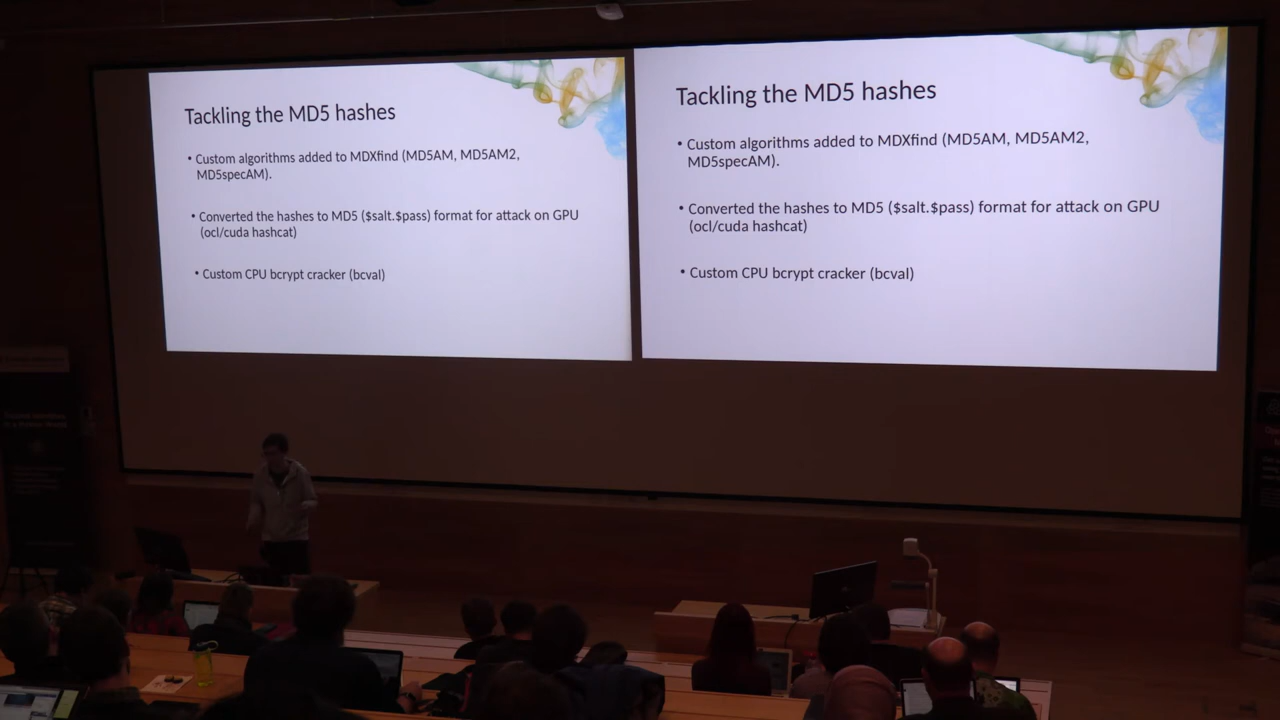 Tackling the MD5 hashes
• Custom algorithms added to MDXfind (MD5AM, MD5AM2,
MD5specAM).
• Converted the hashes to MD5 ($salt.$pass) format for attack on GPU
(ocl/cuda hashcat)
• Custom CPU bcrypt cracker (bcval)
Tackling the MD5 hashes
• Custom algorithms added to MDXfind (MD5AM, MD5AM2,
MD5specAM).
• Converted the hashes to MD5 ($salt.$pass) format for attack on GPU
(ocl/cuda hashcat)
• Custom CPU bcrypt cracker (bcval)